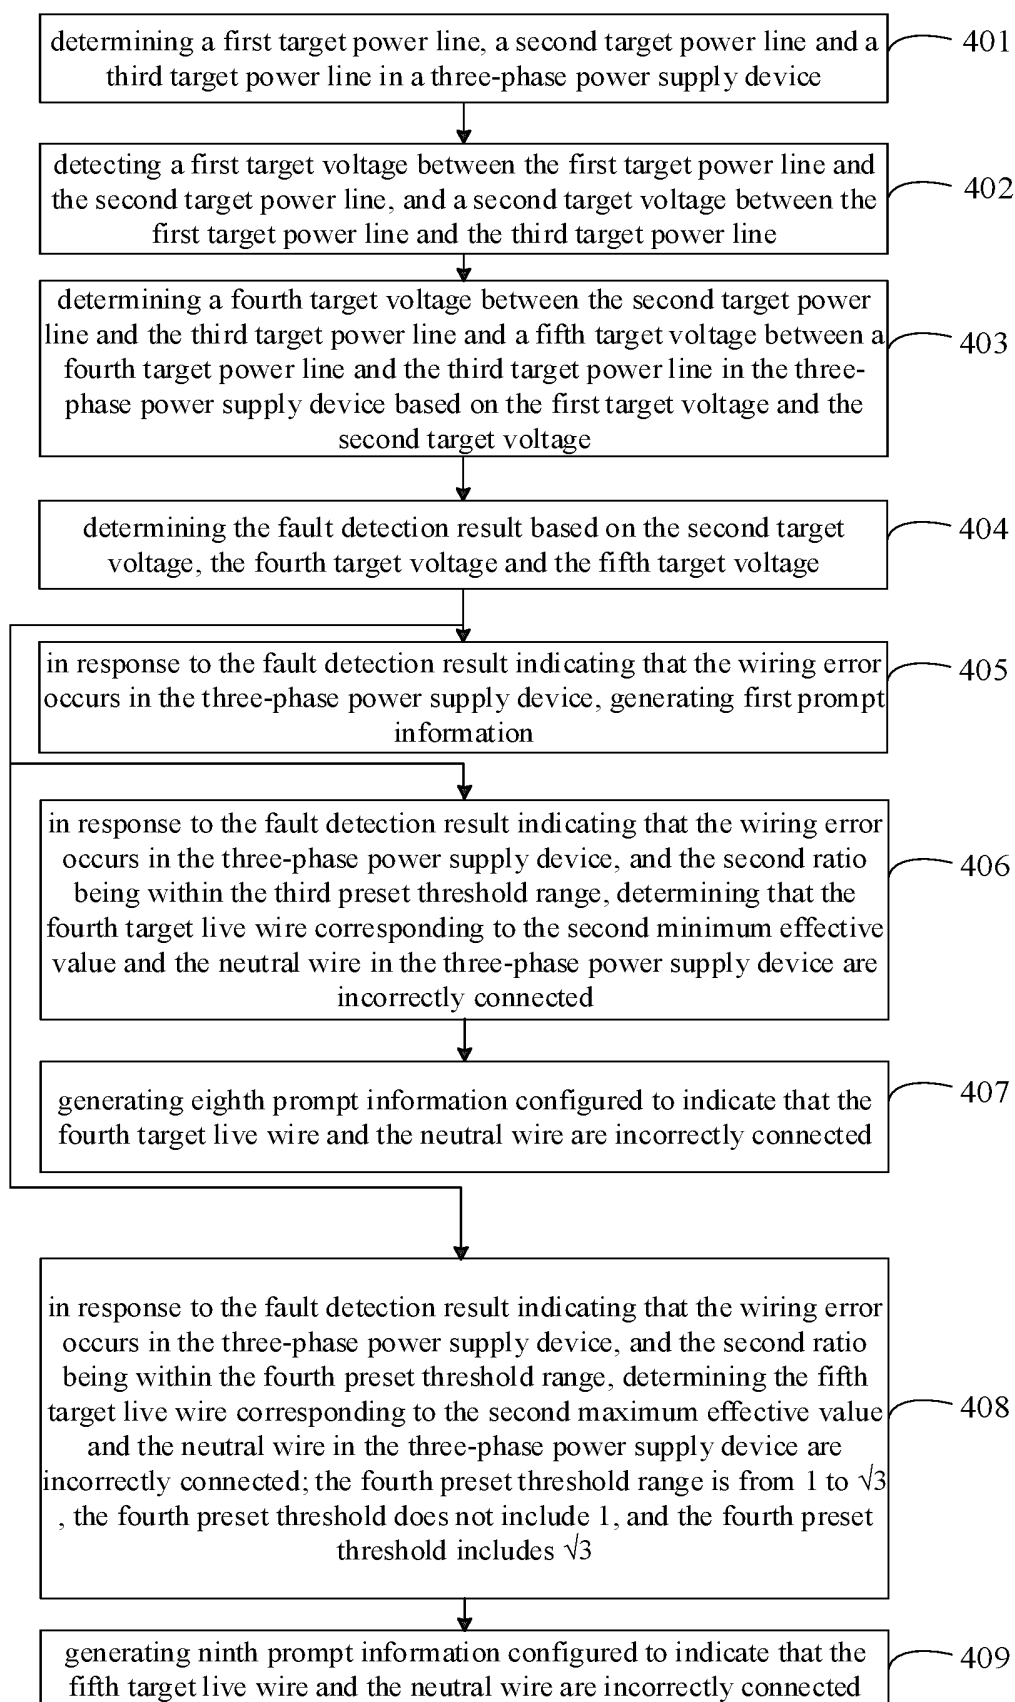 determining a first target power line, a second target power line and a
third target power line in a three-phase power supply device
401
detecting a first target voltage between the first target power line and
the second target power line, and a second target voltage between the
first target power line and the third target power line
402
determining a fourth target voltage between the second target power
line and the third target power line and a fifth target voltage between a
fourth target power line and the third target power line in the three-
phase power supply device based on the first target voltage and the
second target voltage
403
determining the fault detection result based on the second target
voltage, the fourth target voltage and the fifth target voltage
404
in response to the fault detection result indicating that the wiring error
occurs in the three-phase power supply device, generating first prompt
information
405
in response to the fault detection result indicating that the wiring error
occurs in the three-phase power supply device, and the second ratio
being within the third preset threshold range, determining that the
fourth target live wire corresponding to the second minimum effective
value and the neutral wire in the three-phase power supply device are
incorrectly connected
406
generating eighth prompt information configured to indicate that the
fourth target live wire and the neutral wire are incorrectly connected
407
in response to the fault detection result indicating that the wiring error
occurs in the three-phase power supply device, and the second ratio
being within the fourth preset threshold range, determining the fifth
target live wire corresponding to the second maximum effective value
and the neutral wire in the three-phase power supply device are
incorrectly connected; the fourth preset threshold range is from 1 to √3
, the fourth preset threshold does not include 1, and the fourth preset
threshold includes √3
408
generating ninth prompt information configured to indicate that the
fifth target live wire and the neutral wire are incorrectly connected
409